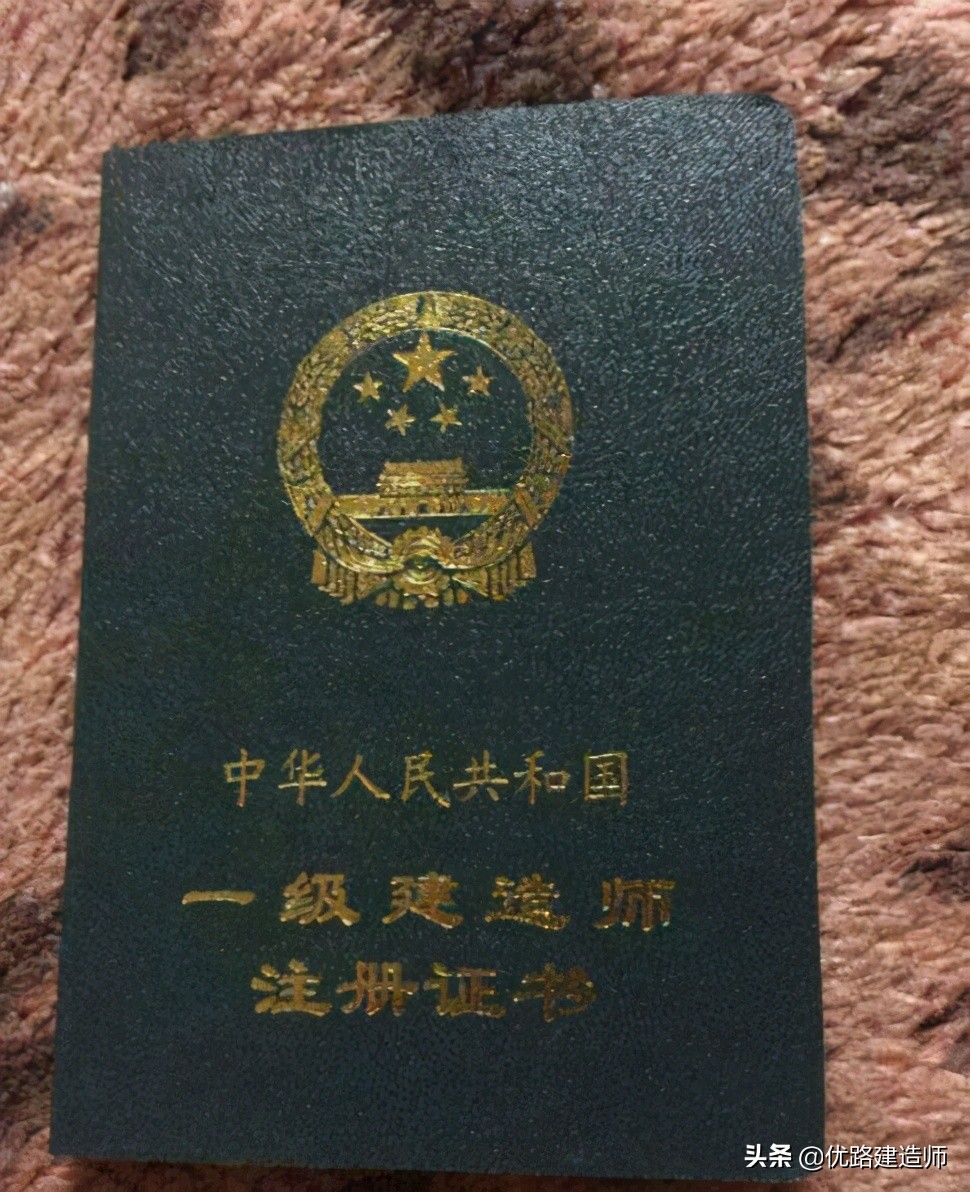 中华人民共和国
一级建造师
注册证书
头条 @优路建造师